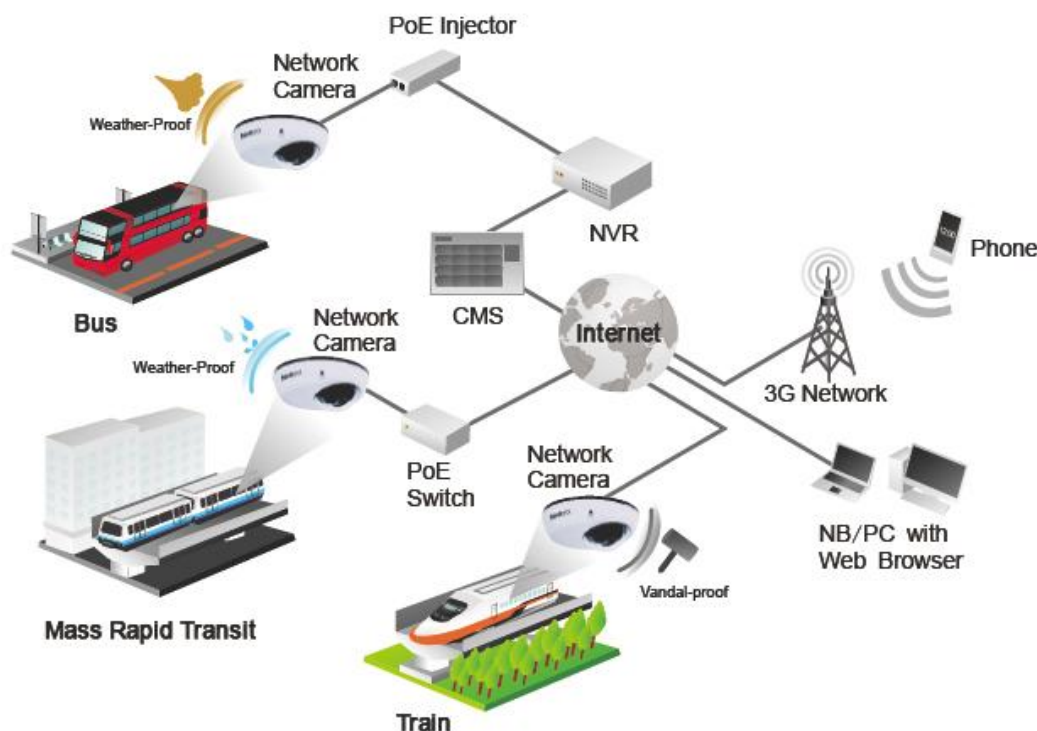 PoE Injector
Network
Camera
Weather-Proof
NVR
Phone
CMS
Bus
Internet
Network
Camera
Weather-Proof
3G Network
PoE
Switch
Network
Camera
NB/PC with
Web Browser
Vandal-proof
Mass Rapid Transit
Train